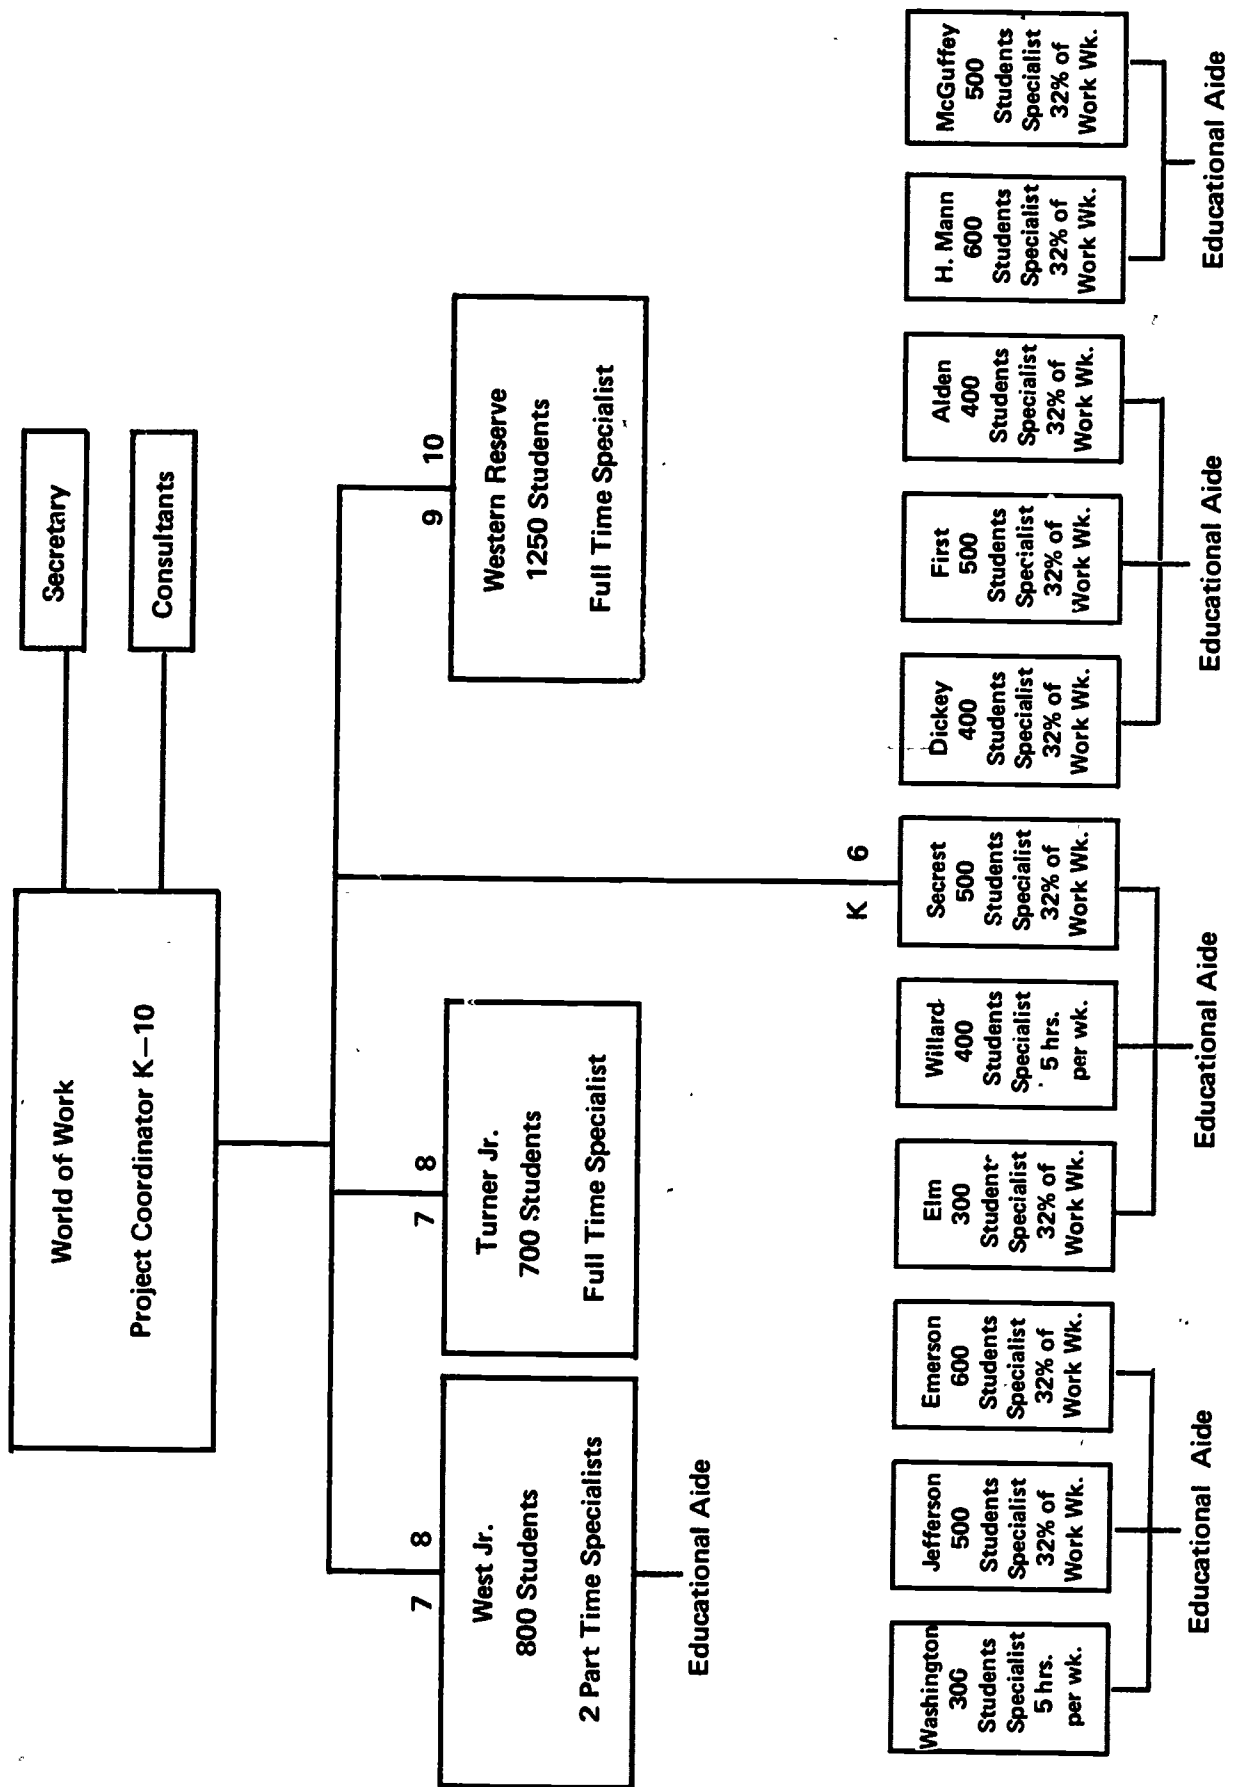 World of Work
Project Coordinator K–10
Secretary
Consultants
7 8
West Jr.
800 Students
2 Part Time Specialists
Educational Aide
7 8
Turner Jr.
700 Students
Full Time Specialist
9 10
Western Reserve
1250 Students
Full Time Specialist
K 6
Washington
300
Students
Specialist
5 hrs.
per wk.
Jefferson
500
Students
Specialist
32% of
Work Wk.
Emerson
600
Students
Specialist
32% of
Work Wk.
Educational Aide
Elm
300
Student
Specialist
32% of
Work Wk.
Willard
400
Students
Specialist
5 hrs.
per wk.
Secrest
500
Students
Specialist
32% of
Work Wk.
Educational Aide
Dickey
400
Students
Specialist
32% of
Work Wk.
First
500
Students
Specialist
32% of
Work Wk.
Alden
400
Students
Specialist
32% of
Work Wk.
Educational Aide
H. Mann
600
Students
Specialist
32% of
Work Wk.
McGuffey
500
Students
Specialist
32% of
Work Wk.
Educational Aide